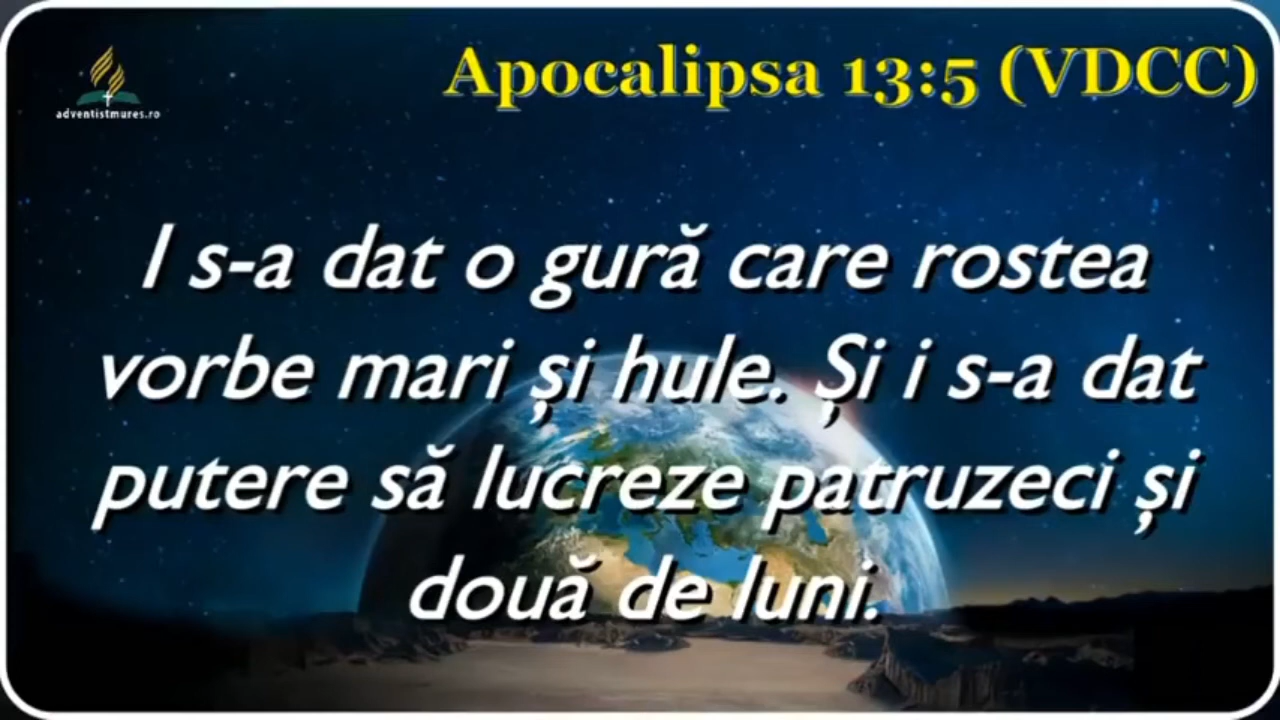 Apocalipsa 13:5 (VDCC)
adventistmures.ro
I s-a dat o gură care rostea
vorbe mari și hule. Și i s-a dat
putere să lucreze patruzeci și
două de luni.